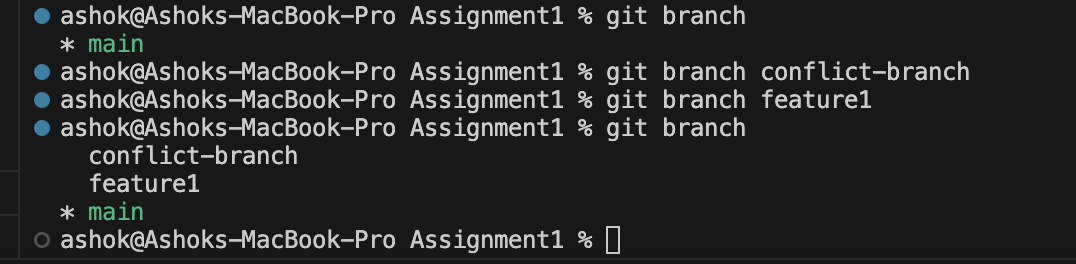 ashok@Ashoks-MacBook-Pro Assignment1 % git branch
* main
ashok@Ashoks-MacBook-Pro Assignment1 % git branch conflict-branch
ashok@Ashoks-MacBook-Pro Assignment1 % git branch feature1
ashok@Ashoks-MacBook-Pro Assignment1 % git branch
conflict-branch
feature1
* main
ashok@Ashoks-MacBook-Pro Assignment1 %